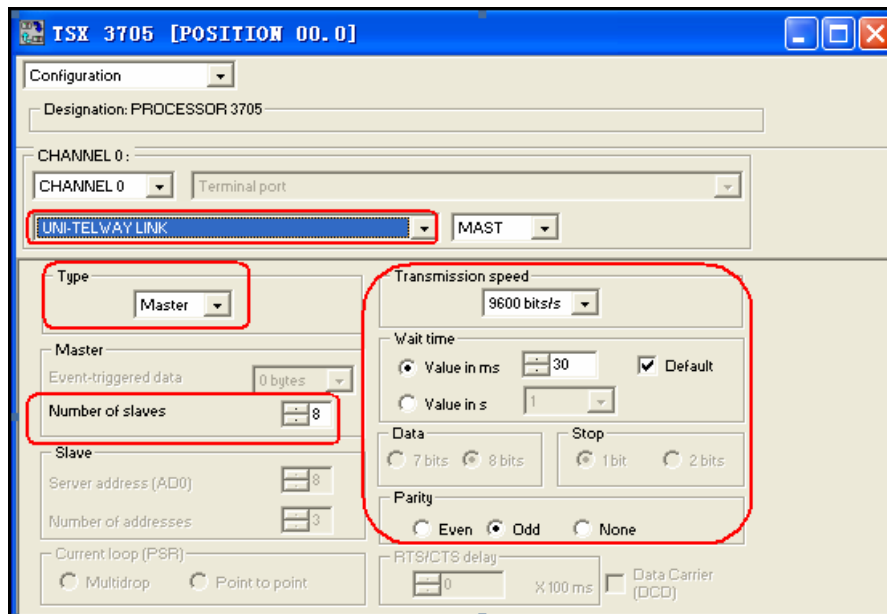 TSX 3705 [POSITION 00.0]
Configuration
Designation: PROCESSOR 3705
CHANNEL 0 :
CHANNEL 0 Terminal port
UNI-TELWAY LINK MAST
Type
Master
Transmission speed
9600 bits/s
Master
Event-triggered data 0 bytes
Number of slaves 8
Wait time
Value in ms 30 Default
Value in s 1
Slave
Server address (AD0) 8
Number of addresses 3
Data
7 bits 8 bits
Stop
1 bit 2 bits
Parity
Even Odd None
Current loop (PSR)
Multidrop Point to point
RTS/CTS delay
0 X 100 ms
Data Carrier
(DCD)